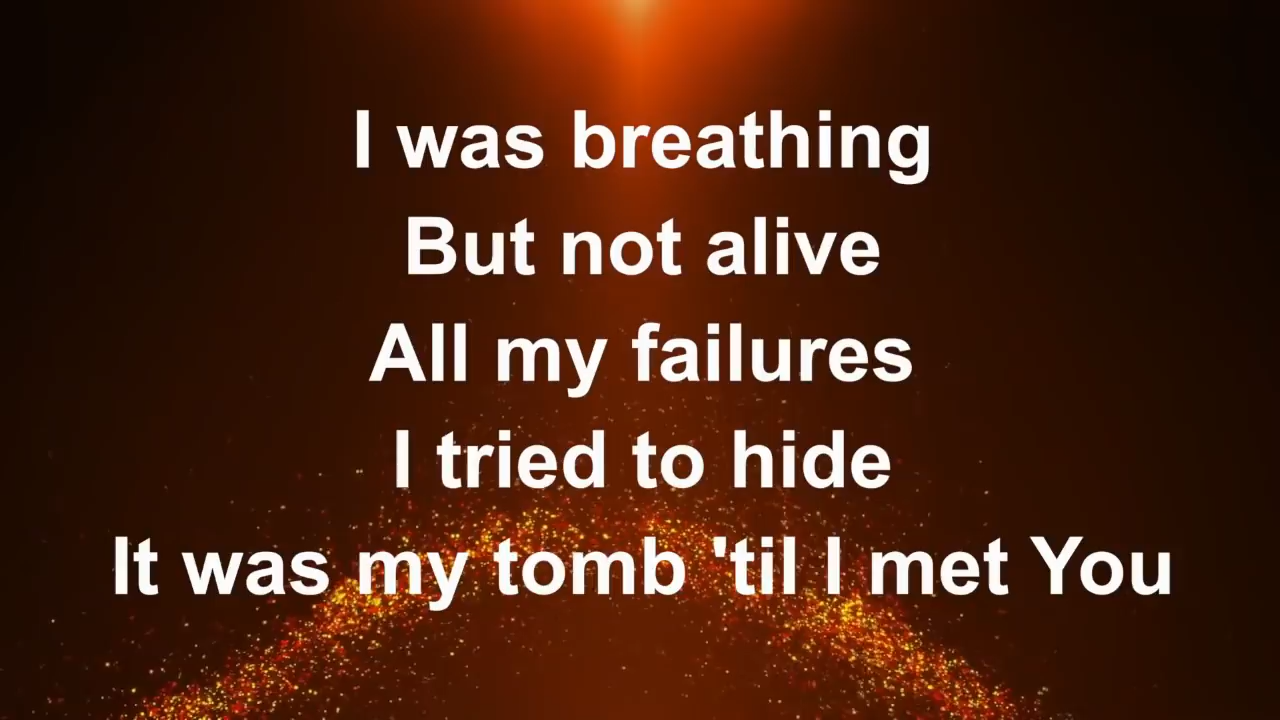 I was breathing
But not alive
All my failures
I tried to hide
It was my tomb 'til I met You